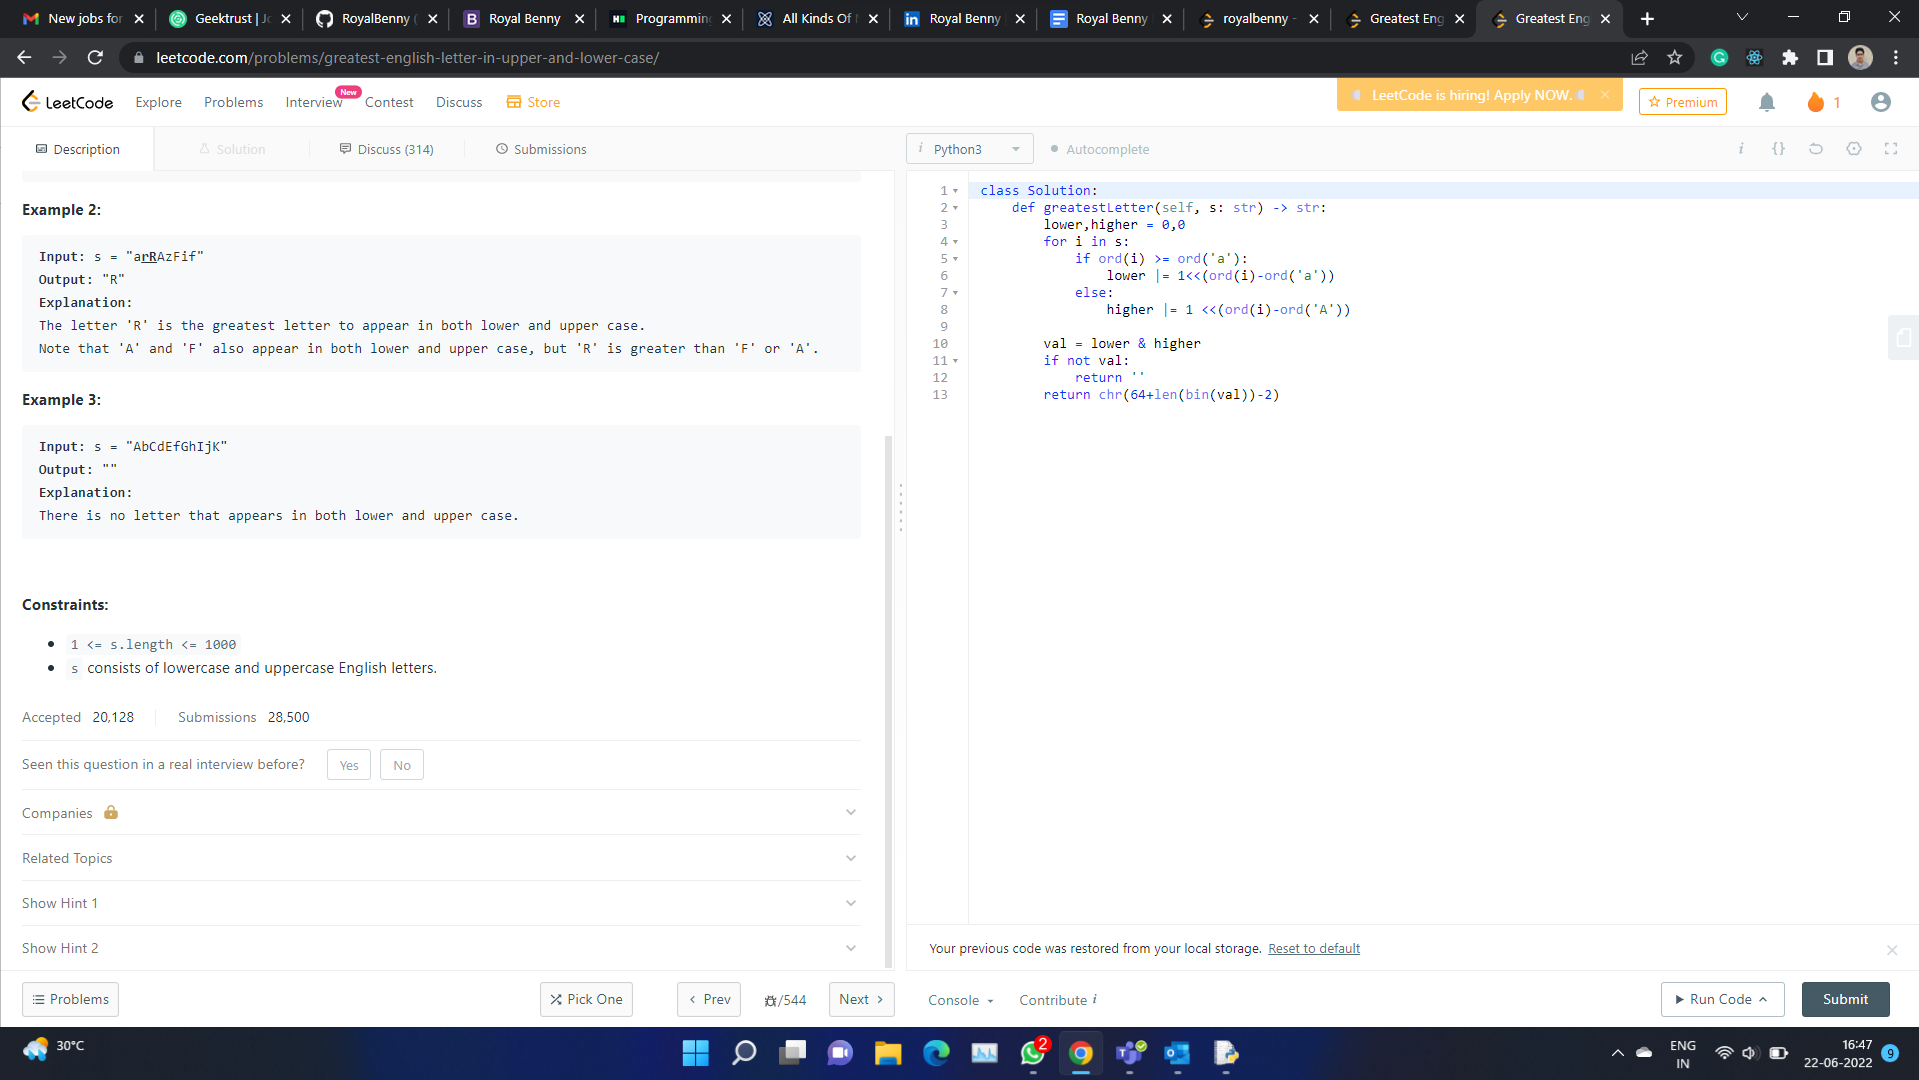 New jobs for
Geektrust | Jo
RoyalBenny (
Royal Benny
Programming
All Kinds Of
Royal Benny
Royal Benny
royalbenny -
Greatest Eng
Greatest Eng
leetcode.com/problems/greatest-english-letter-in-upper-and-lower-case/
LeetCode
Explore
Problems
Interview
New
Contest
Discuss
Store
LeetCode is hiring! Apply NOW.
Premium
1
Description
Solution
Discuss (314)
Submissions
i Python3
Autocomplete
i
{}
Example 2:
Input: s = "arRAzFif"
Output: "R"
Explanation:
The letter 'R' is the greatest letter to appear in both lower and upper case.
Note that 'A' and 'F' also appear in both lower and upper case, but 'R' is greater than 'F' or 'A'.
Example 3:
Input: s = "AbCdEfGhIjK"
Output: ""
Explanation:
There is no letter that appears in both lower and upper case.
Constraints:
1 <= s.length <= 1000
s consists of lowercase and uppercase English letters.
Accepted 20,128
Submissions 28,500
Seen this question in a real interview before?
Yes
No
Companies
Related Topics
Show Hint 1
Show Hint 2
1 class Solution:
2 def greatestLetter(self, s: str) -> str:
3 lower,higher = 0,0
4 for i in s:
5 if ord(i) >= ord('a'):
6 lower |= 1<<(ord(i)-ord('a'))
7 else:
8 higher |= 1 <<(ord(i)-ord('A'))
9
10 val = lower & higher
11 if not val:
12 return ''
13 return chr(64+len(bin(val))-2)
Your previous code was restored from your local storage. Reset to default
Problems
Pick One
Prev
/544
Next
Console
Contribute i
Run Code
Submit
30°C
2
ENG
IN
16:47
22-06-2022
9